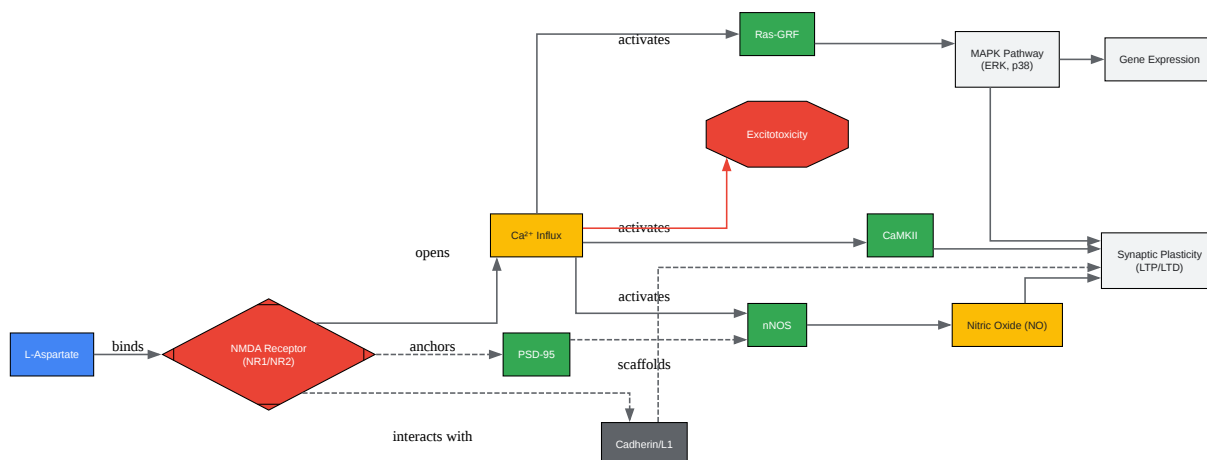 Ras-GRF
activates
MAPK Pathway
(ERK, p38)
Gene Expression
Excitotoxicity
Ca²⁺ Influx
activates
CaMKII
opens
Synaptic Plasticity
(LTP/LTD)
activates
nNOS
Nitric Oxide (NO)
L-Aspartate
binds
NMDA Receptor
(NR1/NR2)
anchors
PSD-95
scaffolds
interacts with
Cadherin/L1